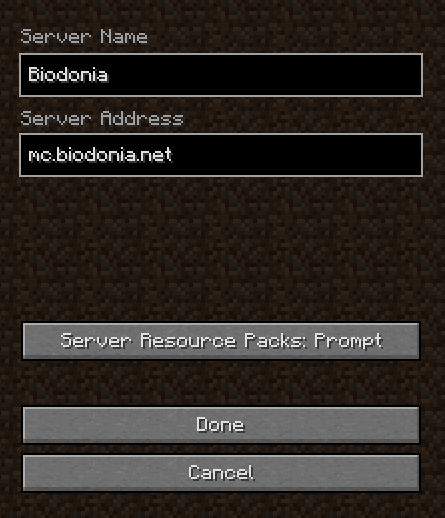 Server Name
Biodonia
Server Address
mc.biodonia.net
Server Resource Packs: Prompt
Done
Cancel